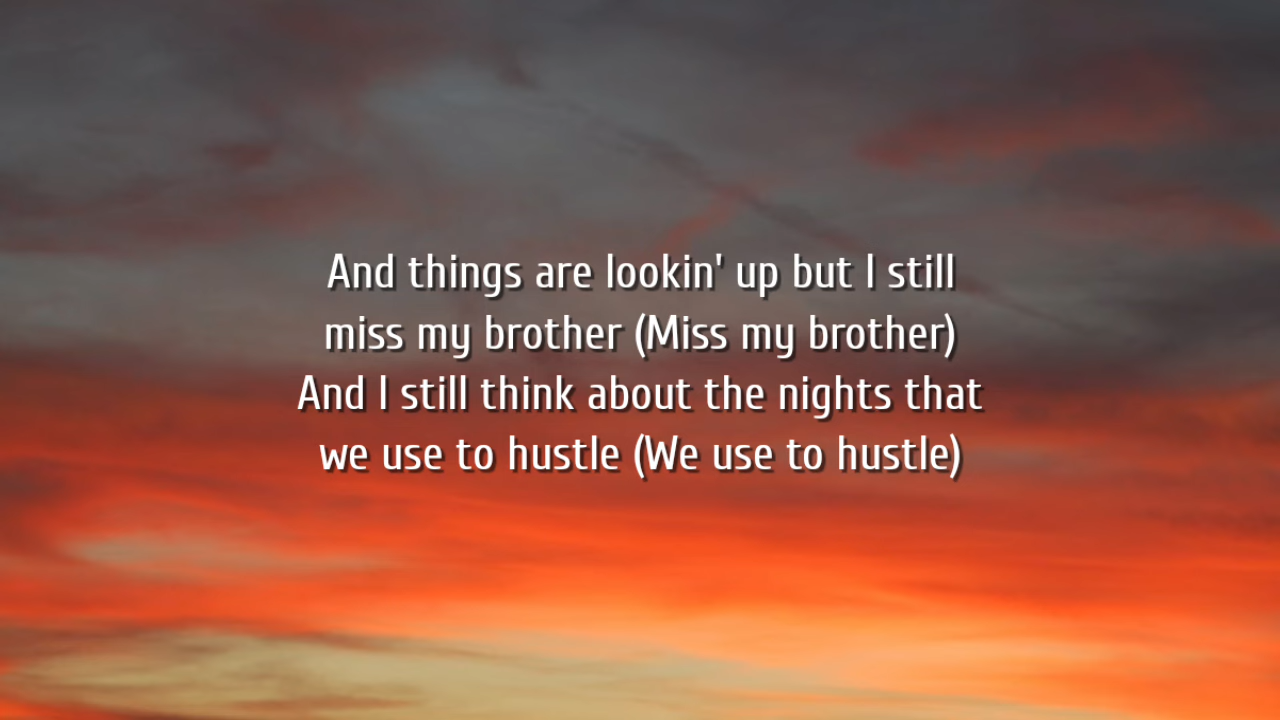 And things are lookin' up but I still
miss my brother (Miss my brother)
And I still think about the nights that
we use to hustle (We use to hustle)